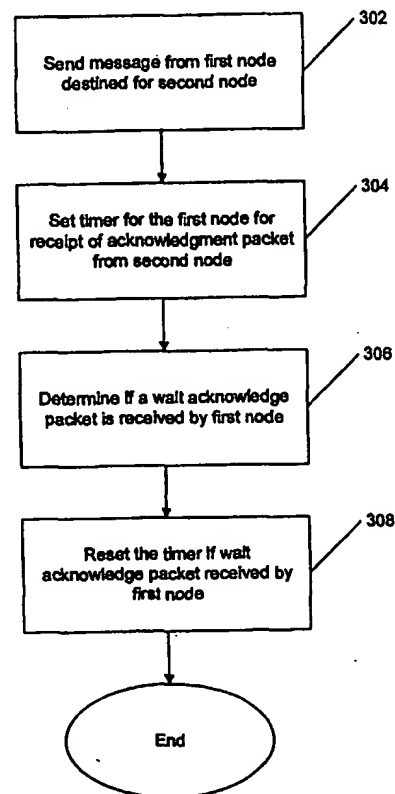 302
Send message from first node
destined for second node
304
Set timer for the first node for
receipt of acknowledgment packet
from second node
306
Determine if a wait acknowledge
packet is received by first node
308
Reset the timer if wait
acknowledge packet received by
first node
End